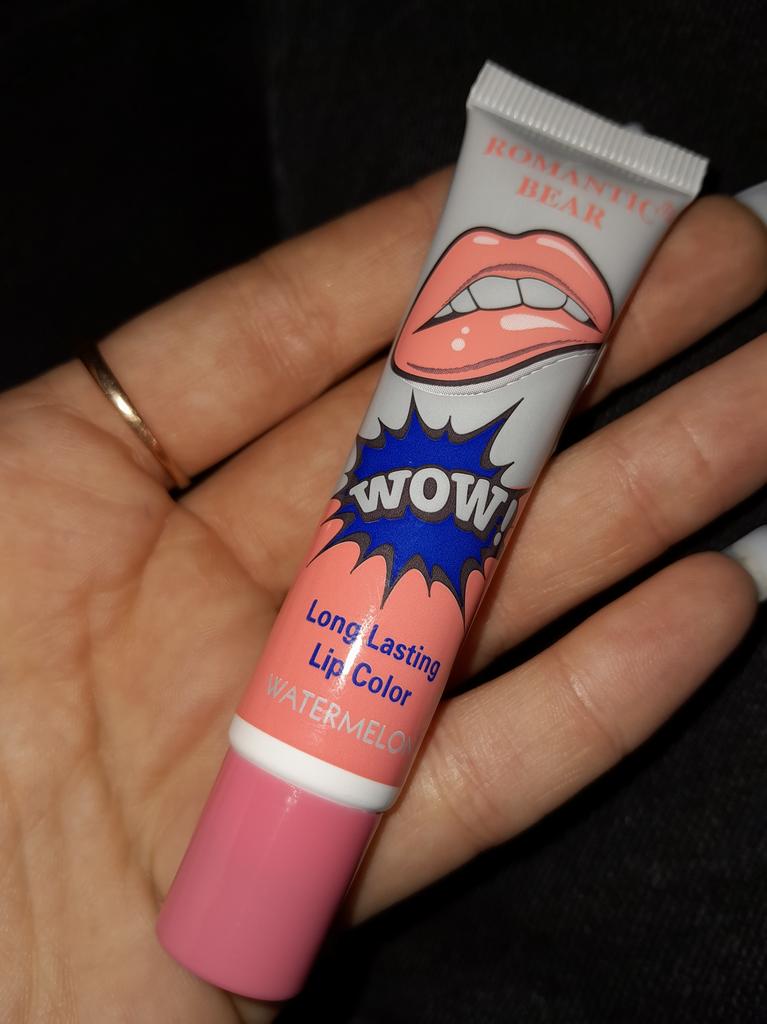 ROMANTIC®
BEAR
WOW!
Long Lasting
Lip Color
WATERMELON